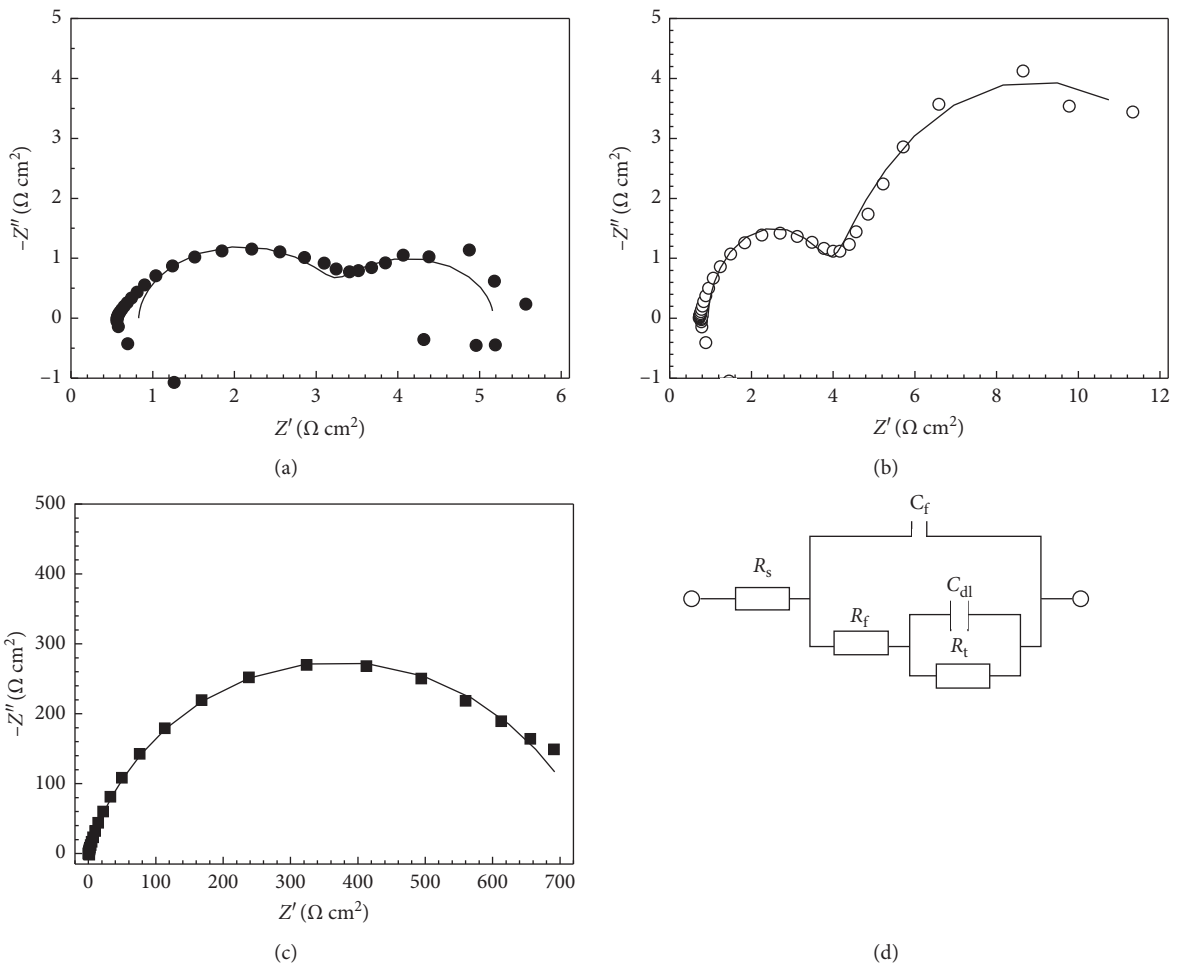 5
4
3
2
1
0
−1
−Z″ (Ω cm²)
0 1 2 3 4 5 6
Z′ (Ω cm²)
(a)
5
4
3
2
1
0
−1
−Z″ (Ω cm²)
0 2 4 6 8 10 12
Z′ (Ω cm²)
(b)
500
400
300
200
100
0
−Z″ (Ω cm²)
0 100 200 300 400 500 600 700
Z′ (Ω cm²)
(c)
C_f
R_s
C_dl
R_f
R_t
(d)